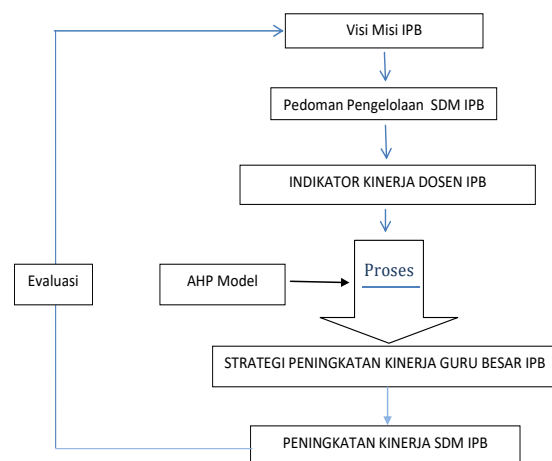 Visi Misi IPB
Pedoman Pengelolaan SDM IPB
INDIKATOR KINERJA DOSEN IPB
Proses
Evaluasi
AHP Model
STRATEGI PENINGKATAN KINERJA GURU BESAR IPB
PENINGKATAN KINERJA SDM IPB